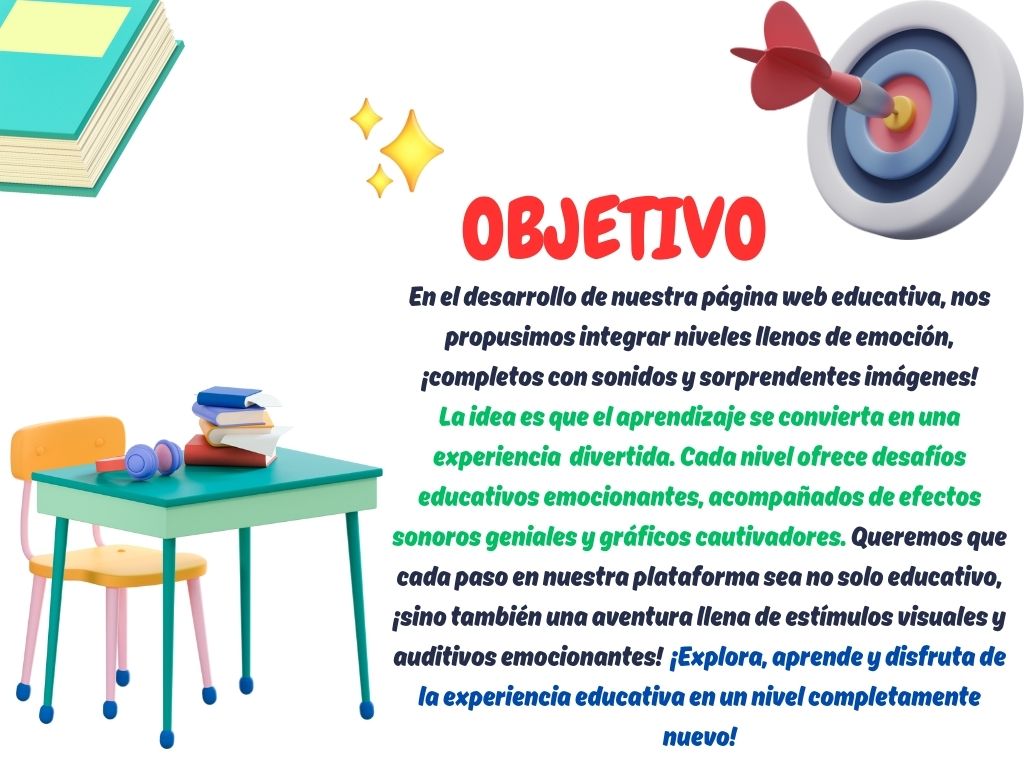 OBJETIVO
En el desarrollo de nuestra página web educativa, nos
propusimos integrar niveles llenos de emoción,
¡completos con sonidos y sorprendentes imágenes!
La idea es que el aprendizaje se convierta en una
experiencia divertida. Cada nivel ofrece desafíos
educativos emocionantes, acompañados de efectos
sonoros geniales y gráficos cautivadores. Queremos que
cada paso en nuestra plataforma sea no solo educativo,
¡sino también una aventura llena de estímulos visuales y
auditivos emocionantes! ¡Explora, aprende y disfruta de
la experiencia educativa en un nivel completamente
nuevo!